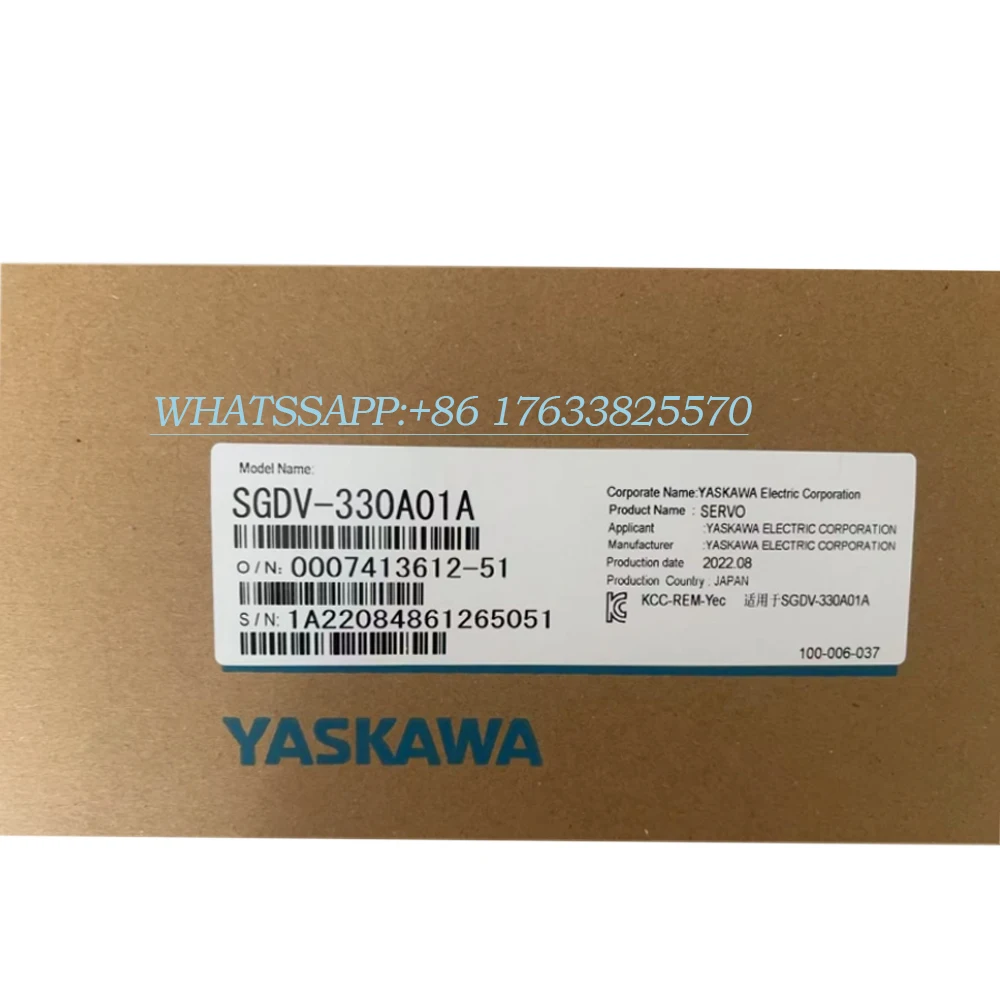 WHATSSAPP:+86 17633825570
Model Name:
SGDV-330A01A
O/N: 0007413612-51
S/N: 1A22084861265051
Corporate Name:YASKAWA Electric Corporation
Product Name : SERVO
Applicant :YASKAWA ELECTRIC CORPORATION
Manufacturer :YASKAWA ELECTRIC CORPORATION
Production date 2022.08
Production Country : JAPAN
KCC-REM-Yec 适用于SGDV-330A01A
100-006-037
YASKAWA